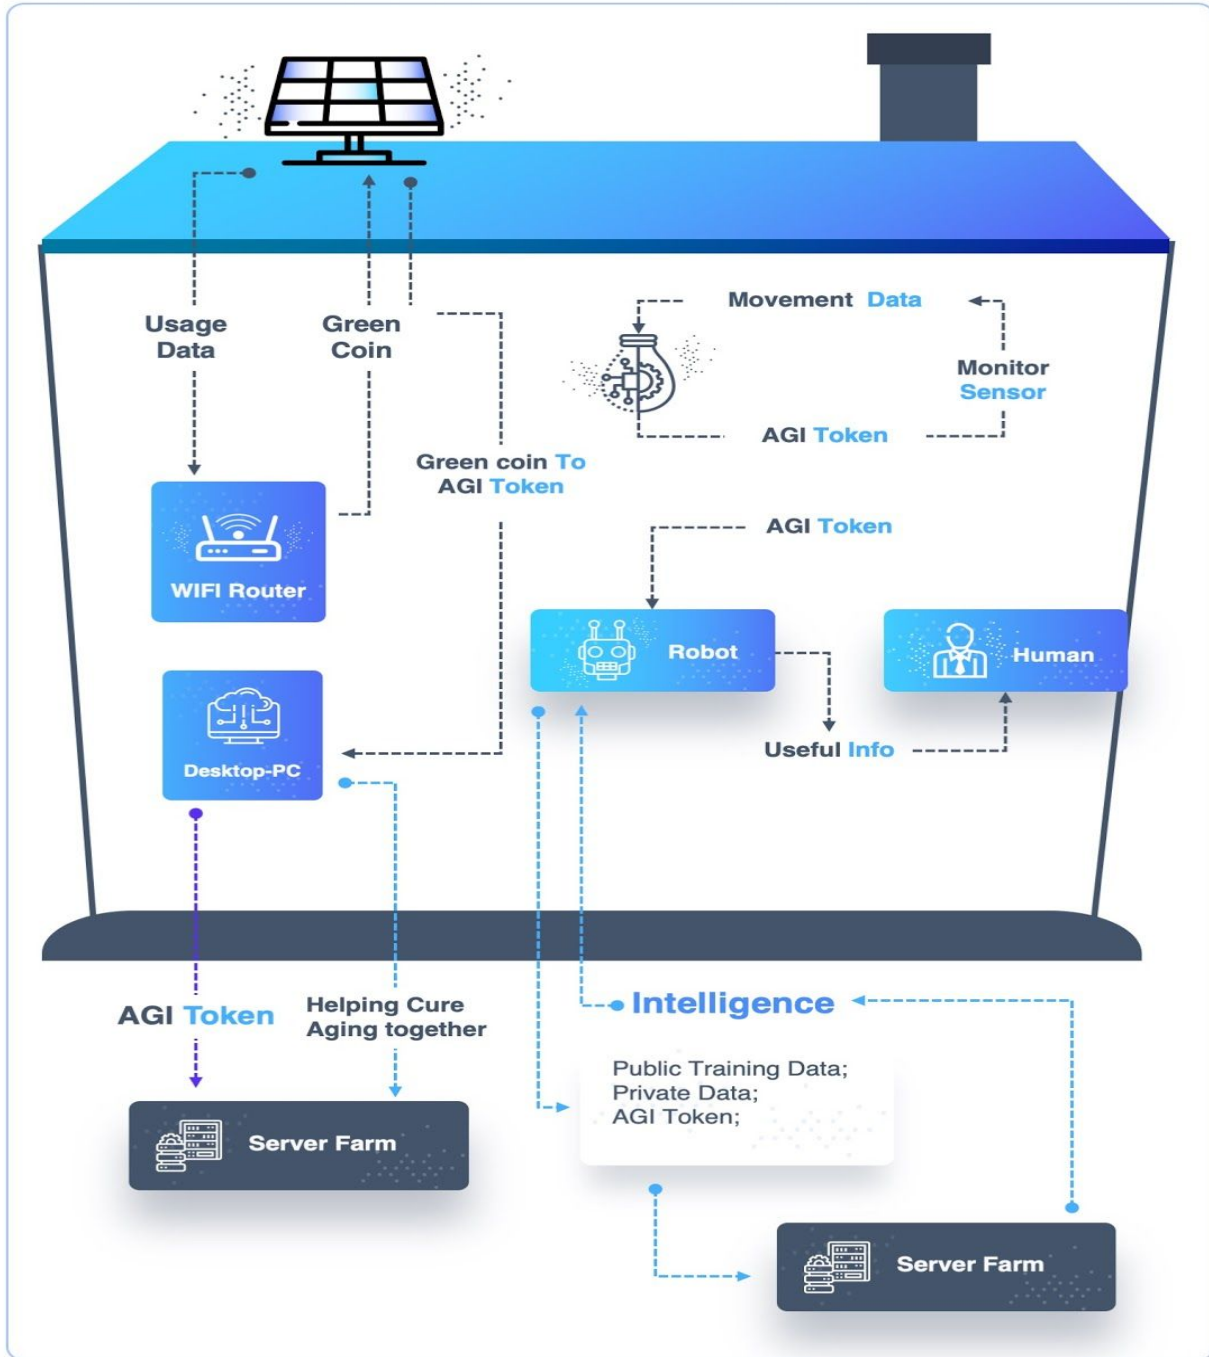 Usage
Data
Green
Coin
Movement Data
Monitor
Sensor
AGI Token
Green coin To
AGI Token
AGI Token
WIFI Router
Robot
Human
Useful Info
Desktop-PC
AGI Token
Helping Cure
Aging together
Intelligence
Public Training Data;
Private Data;
AGI Token;
Server Farm
Server Farm